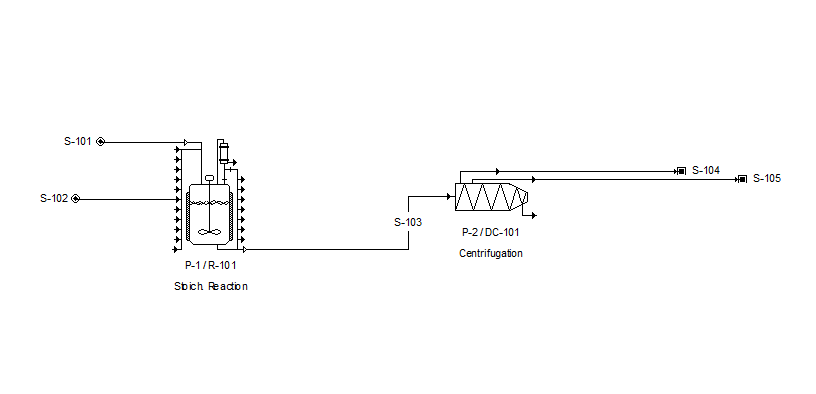 S-101
S-102
S-103
S-104
S-105
P-1 / R-101
Stoich. Reaction
P-2 / DC-101
Centrifugation